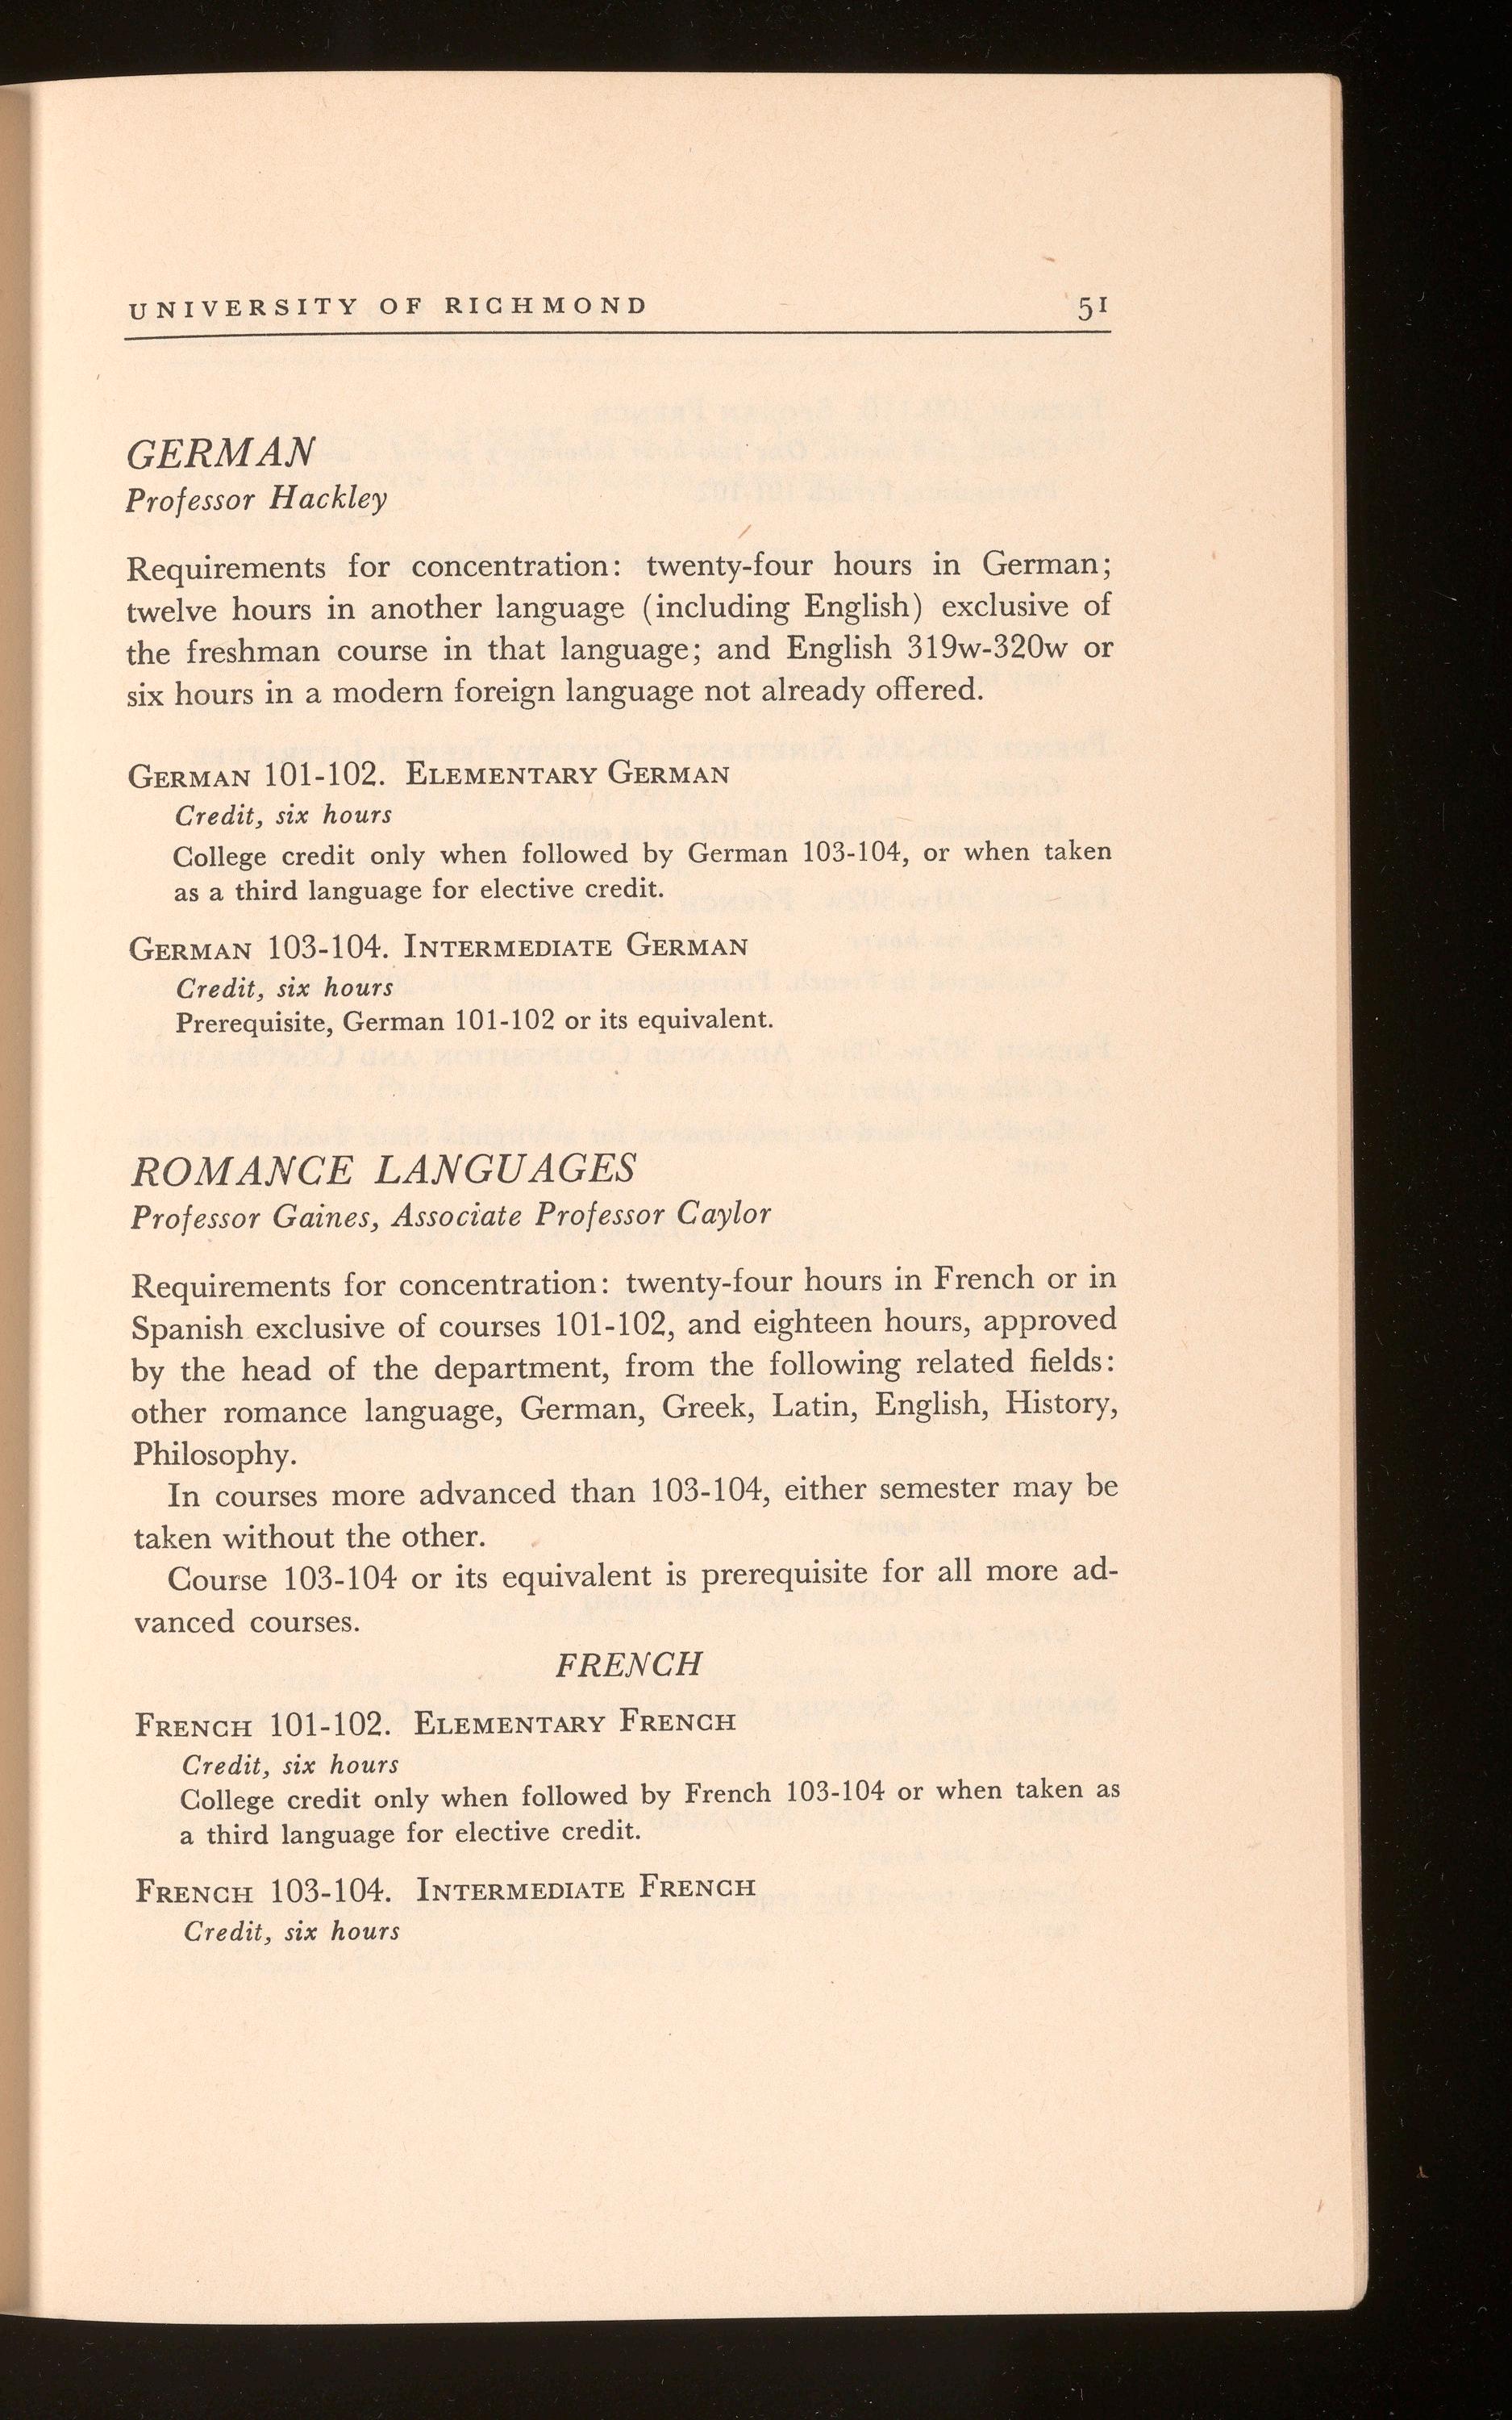 UNIVERSITY OF RICHMOND 51
GERMAN
Professor Hackley
Requirements for concentration: twenty-four hours in German;
twelve hours in another language (including English) exclusive of
the freshman course in that language; and English 319w-320w or
six hours in a modern foreign language not already offered.
GERMAN 101-102. ELEMENTARY GERMAN
Credit, six hours
College credit only when followed by German 103-104, or when taken
as a third language for elective credit.
GERMAN 103-104. INTERMEDIATE GERMAN
Credit, six hours
Prerequisite, German 101-102 or its equivalent.
ROMANCE LANGUAGES
Professor Gaines, Associate Professor Caylor
Requirements for concentration: twenty-four hours in French or in
Spanish exclusive of courses 101-102, and eighteen hours, approved
by the head of the department, from the following related fields:
other romance language, German, Greek, Latin, English, History,
Philosophy.
In courses more advanced than 103-104, either semester may be
taken without the other.
Course 103-104 or its equivalent is prerequisite for all more ad-
vanced courses.
FRENCH
FRENCH 101-102. ELEMENTARY FRENCH
Credit, six hours
College credit only when followed by French 103-104 or when taken as
a third language for elective credit.
FRENCH 103-104. INTERMEDIATE FRENCH
Credit, six hours